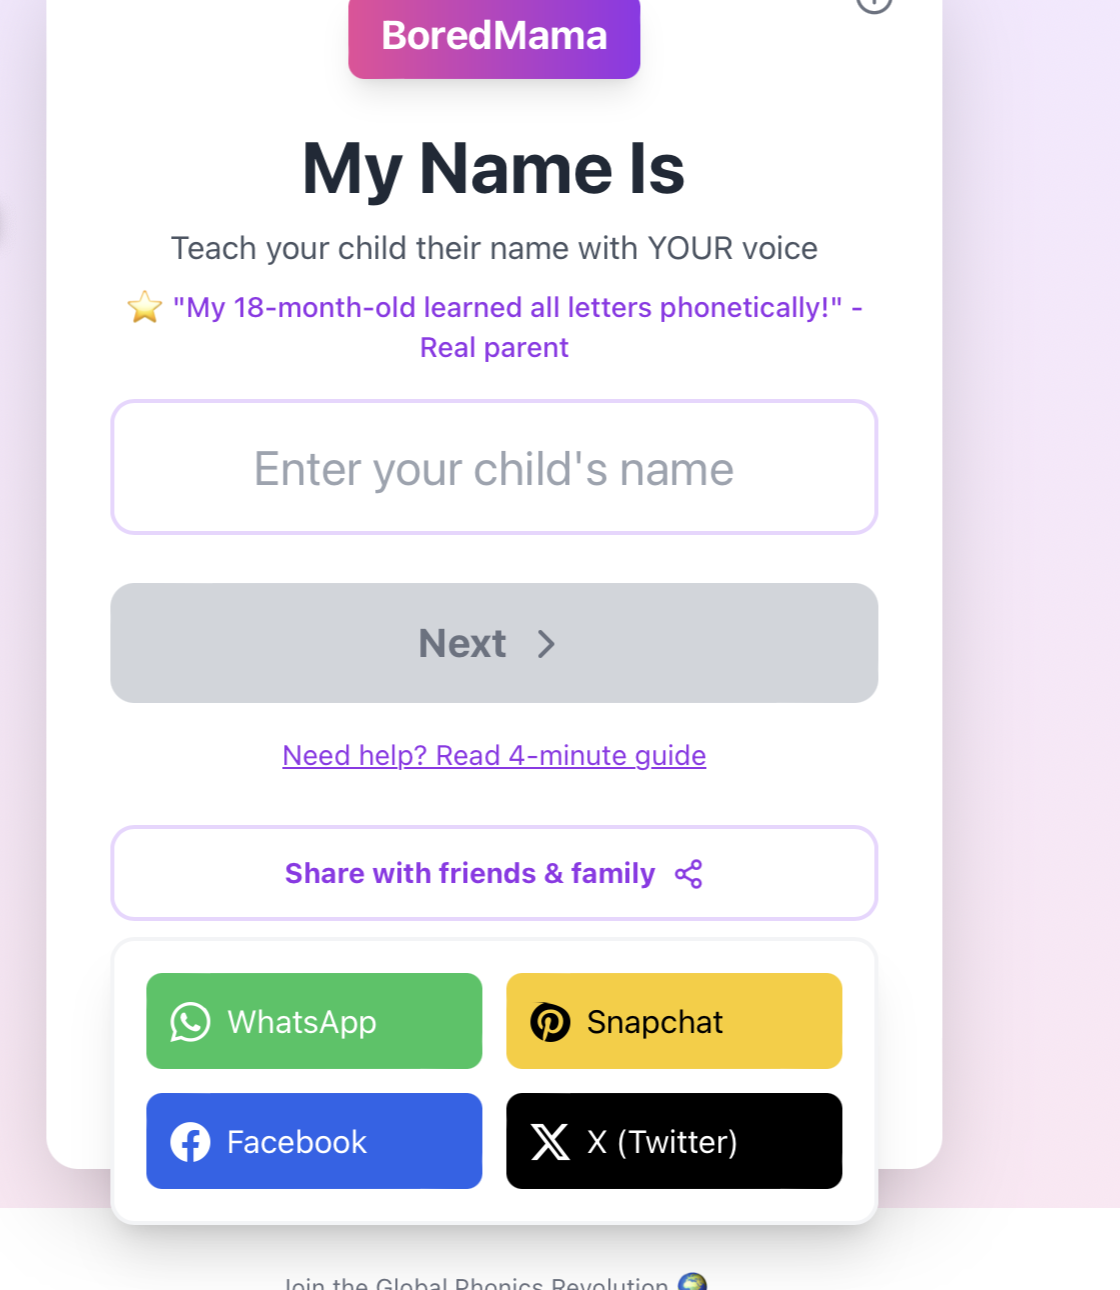 BoredMama
My Name Is
Teach your child their name with YOUR voice
⭐ "My 18-month-old learned all letters phonetically!" -
Real parent
Enter your child's name
Next
Need help? Read 4-minute guide
Share with friends & family
WhatsApp
Snapchat
Facebook
X (Twitter)
Join the Global Phonics Revolution 🌍